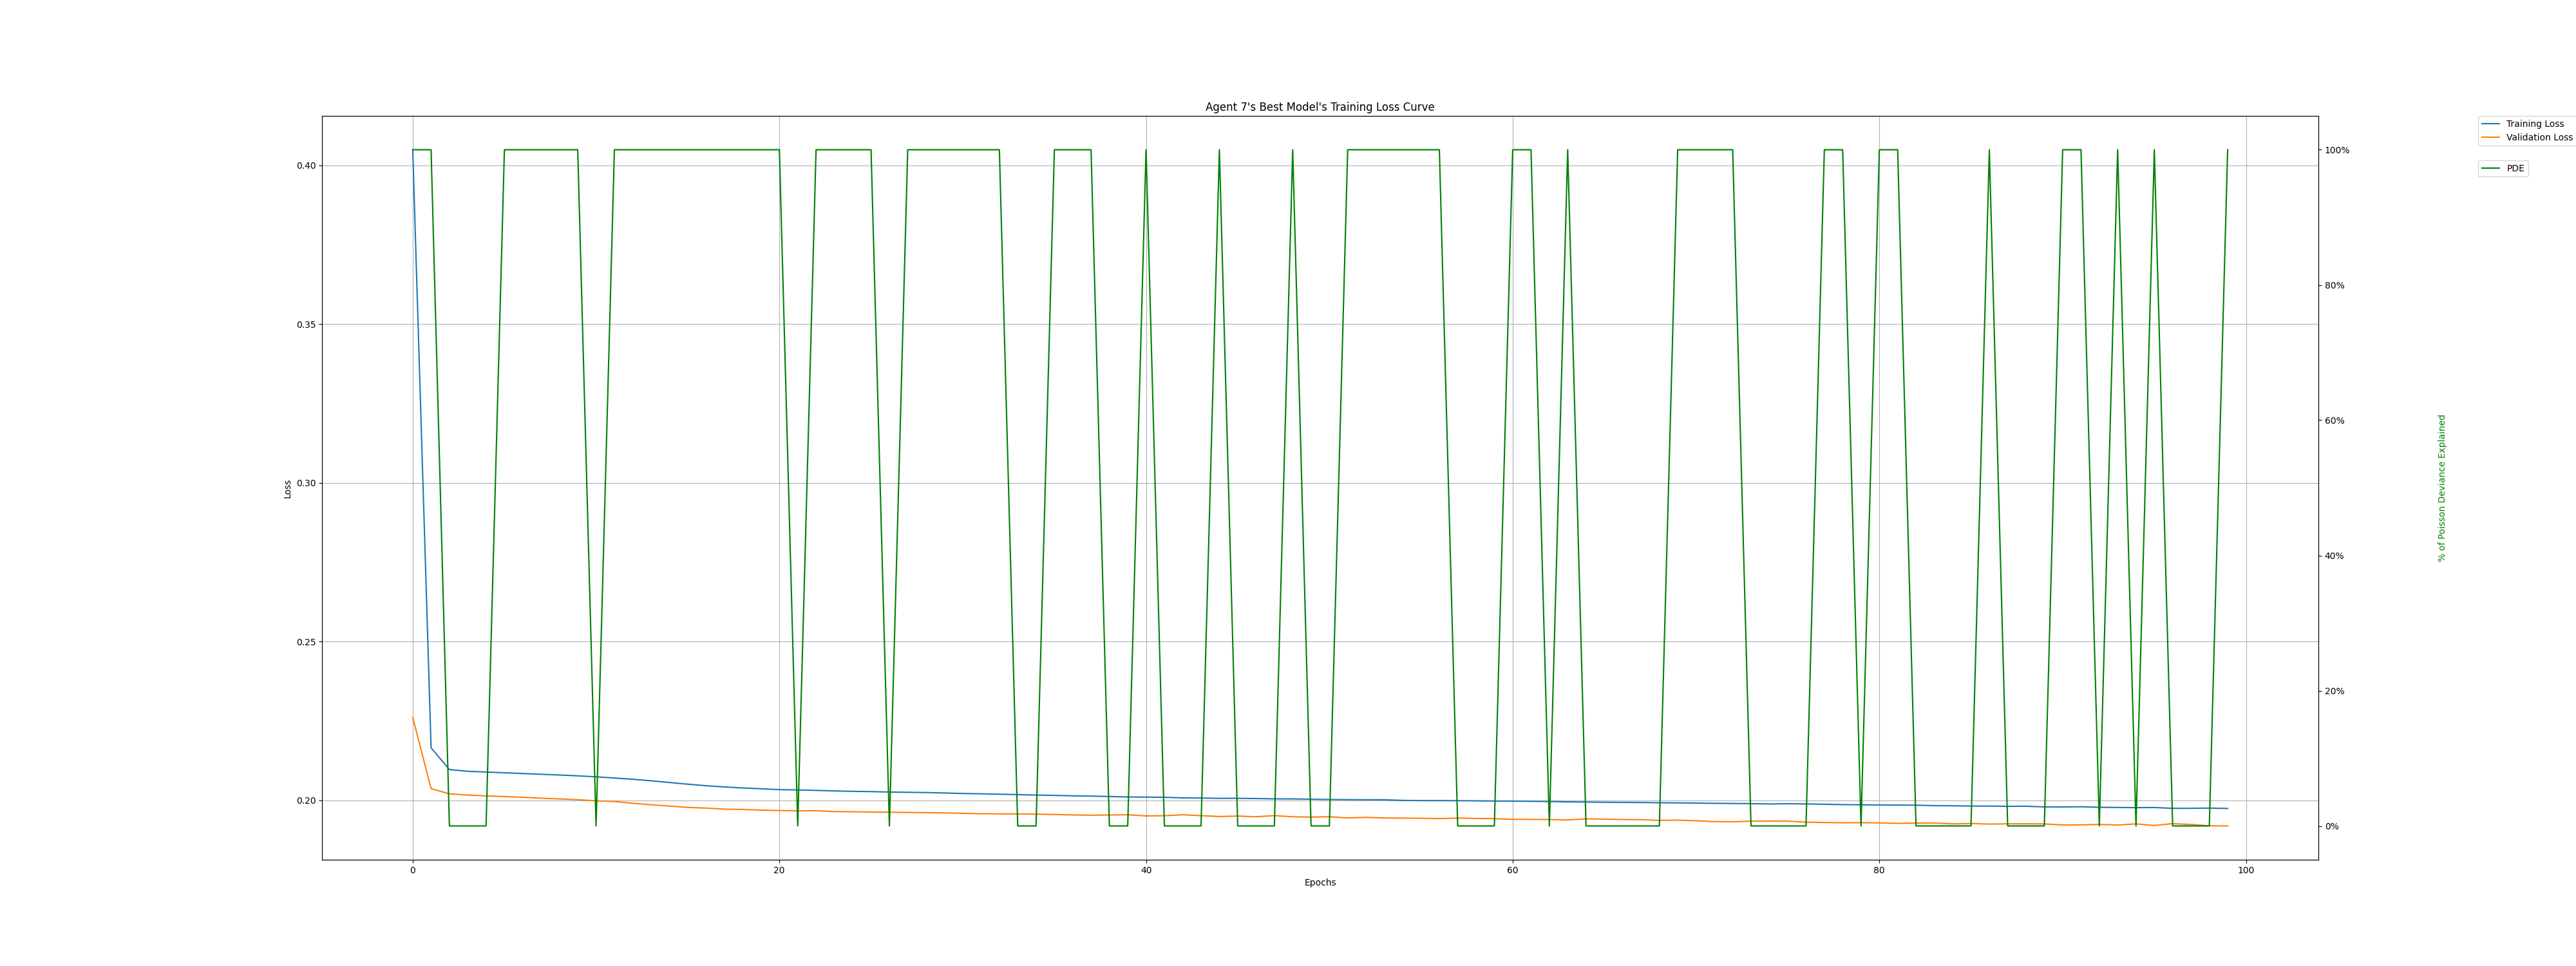 Agent 7's Best Model's Training Loss Curve
Training Loss
Validation Loss
PDE
0.40
0.35
0.30
0.25
0.20
Loss
100%
80%
60%
40%
20%
0%
% of Poisson Deviance Explained
0 20 40 60 80 100
Epochs